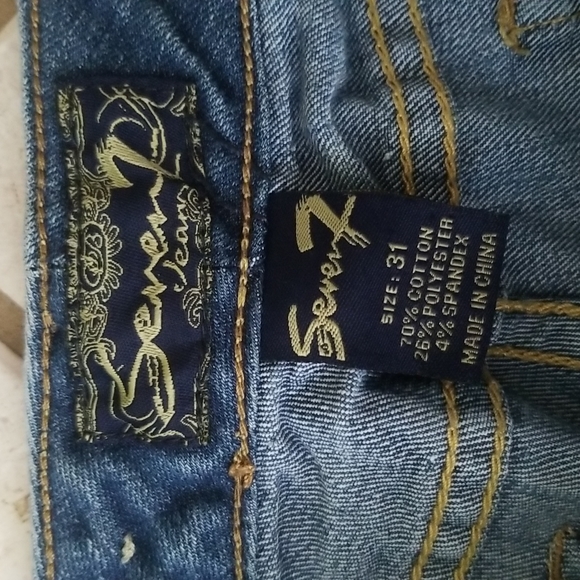 Seven7
Jeans
Seven7
SIZE: 31
70% COTTON
26% POLYESTER
4% SPANDEX
MADE IN CHINA